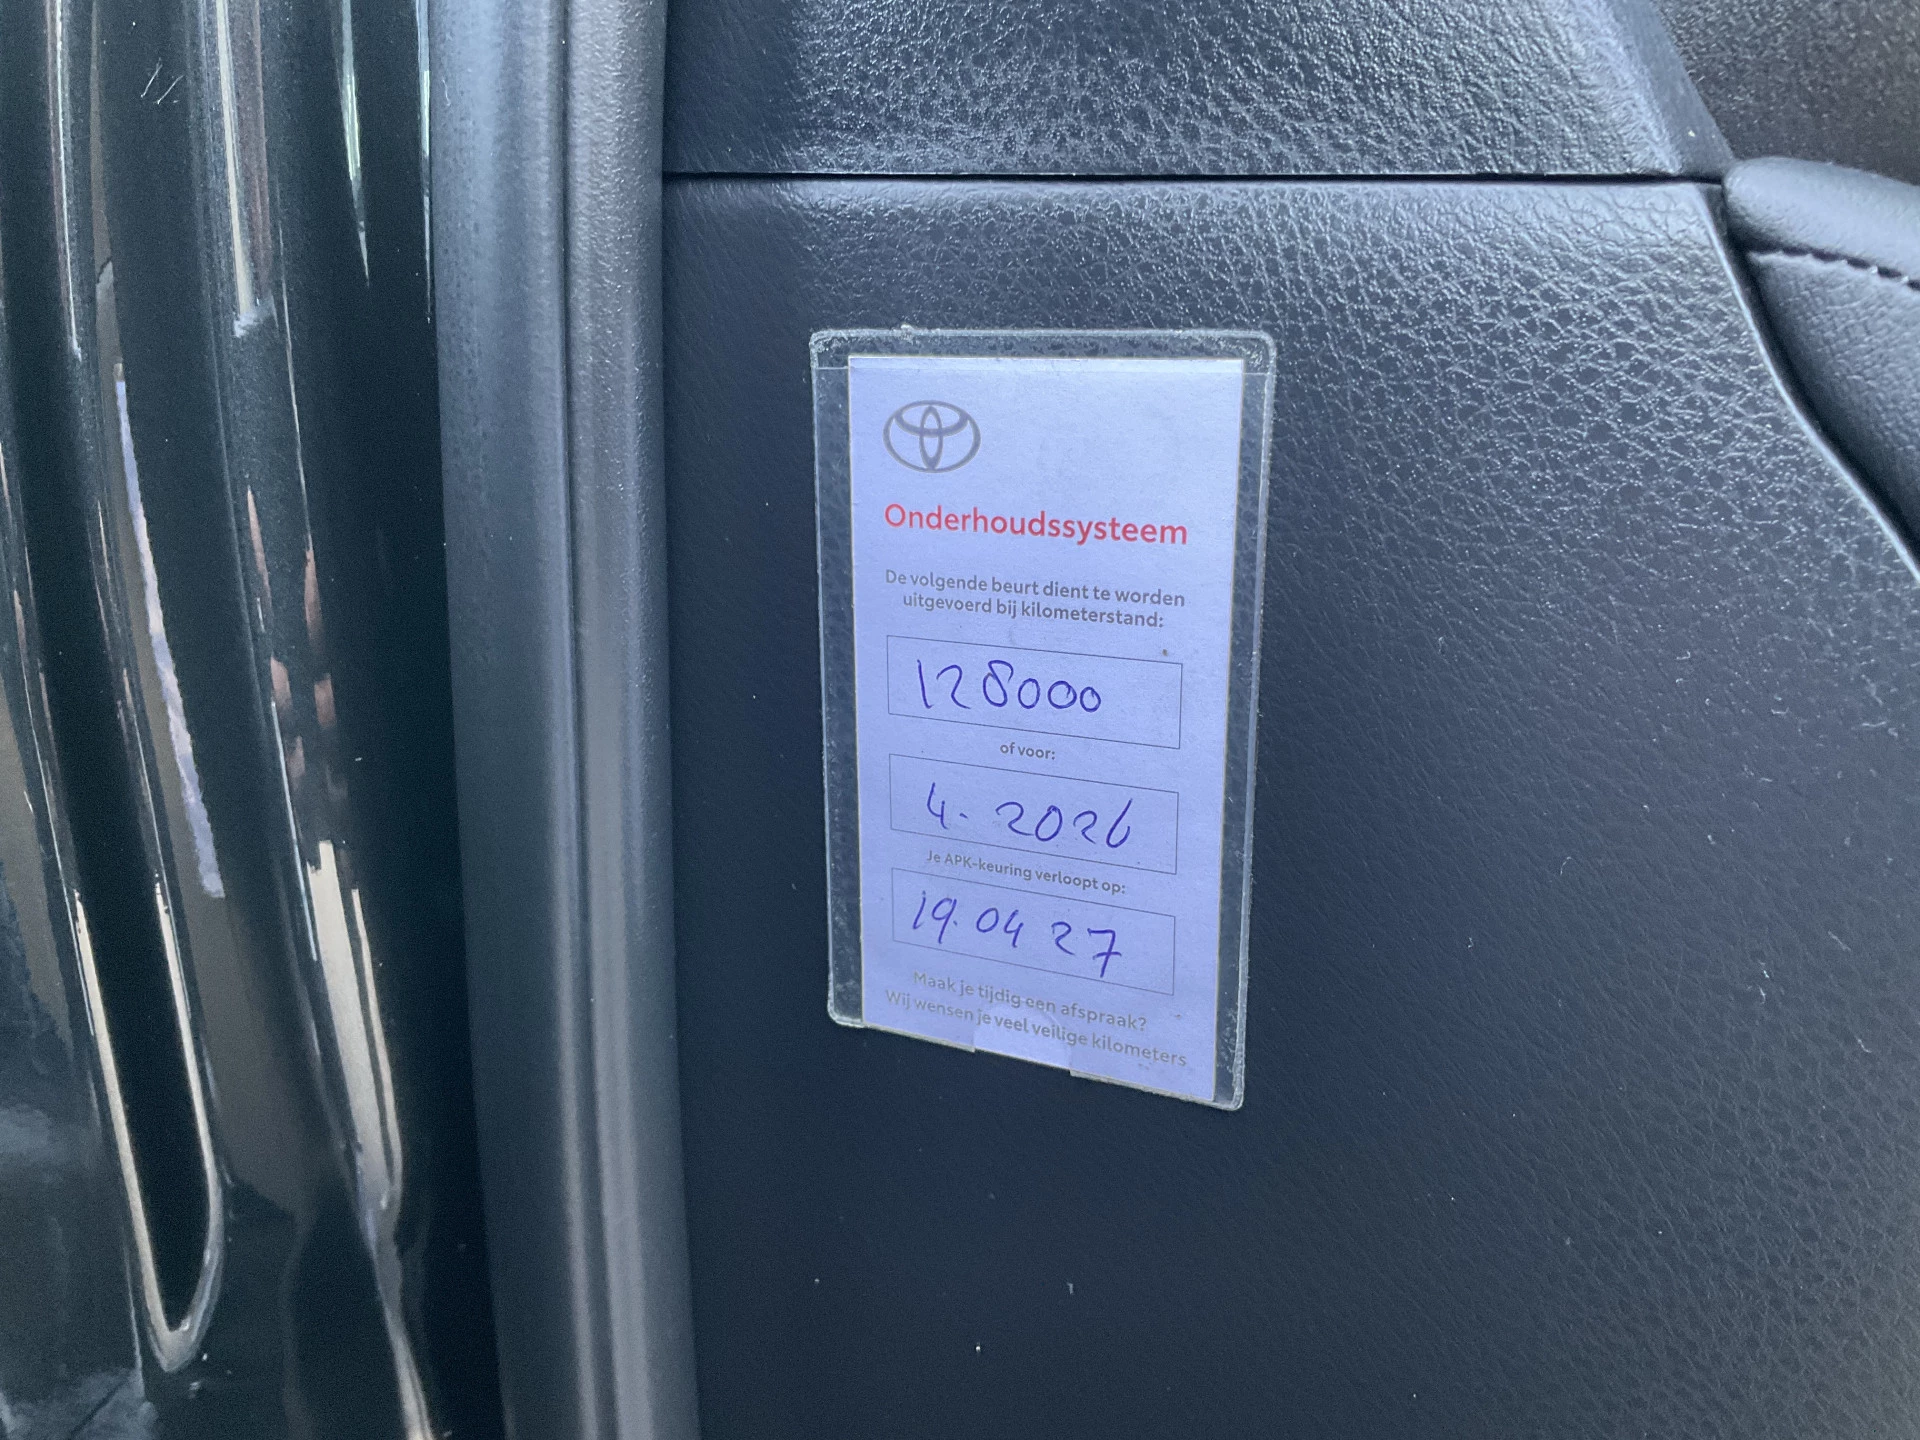 Onderhoudssysteem
De volgende beurt dient te worden
uitgevoerd bij kilometerstand:
128000
of voor:
4. 2026
Je APK-keuring verloopt op:
19.04 27
Maak je tijdig een afspraak?
Wij wensen je veel veilige kilometers